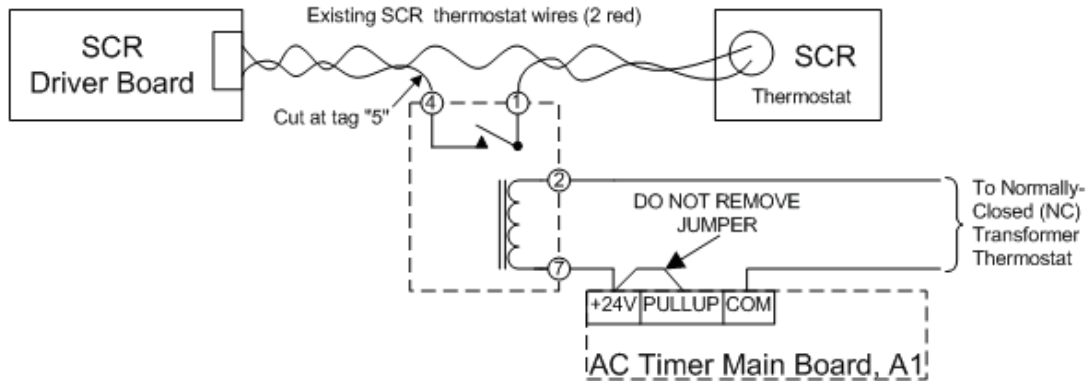 Existing SCR thermostat wires (2 red)
SCR
Driver Board
SCR
Thermostat
Cut at tag "5"
4
1
2
7
DO NOT REMOVE
JUMPER
To Normally-
Closed (NC)
Transformer
Thermostat
+24V PULLUP COM
AC Timer Main Board, A1